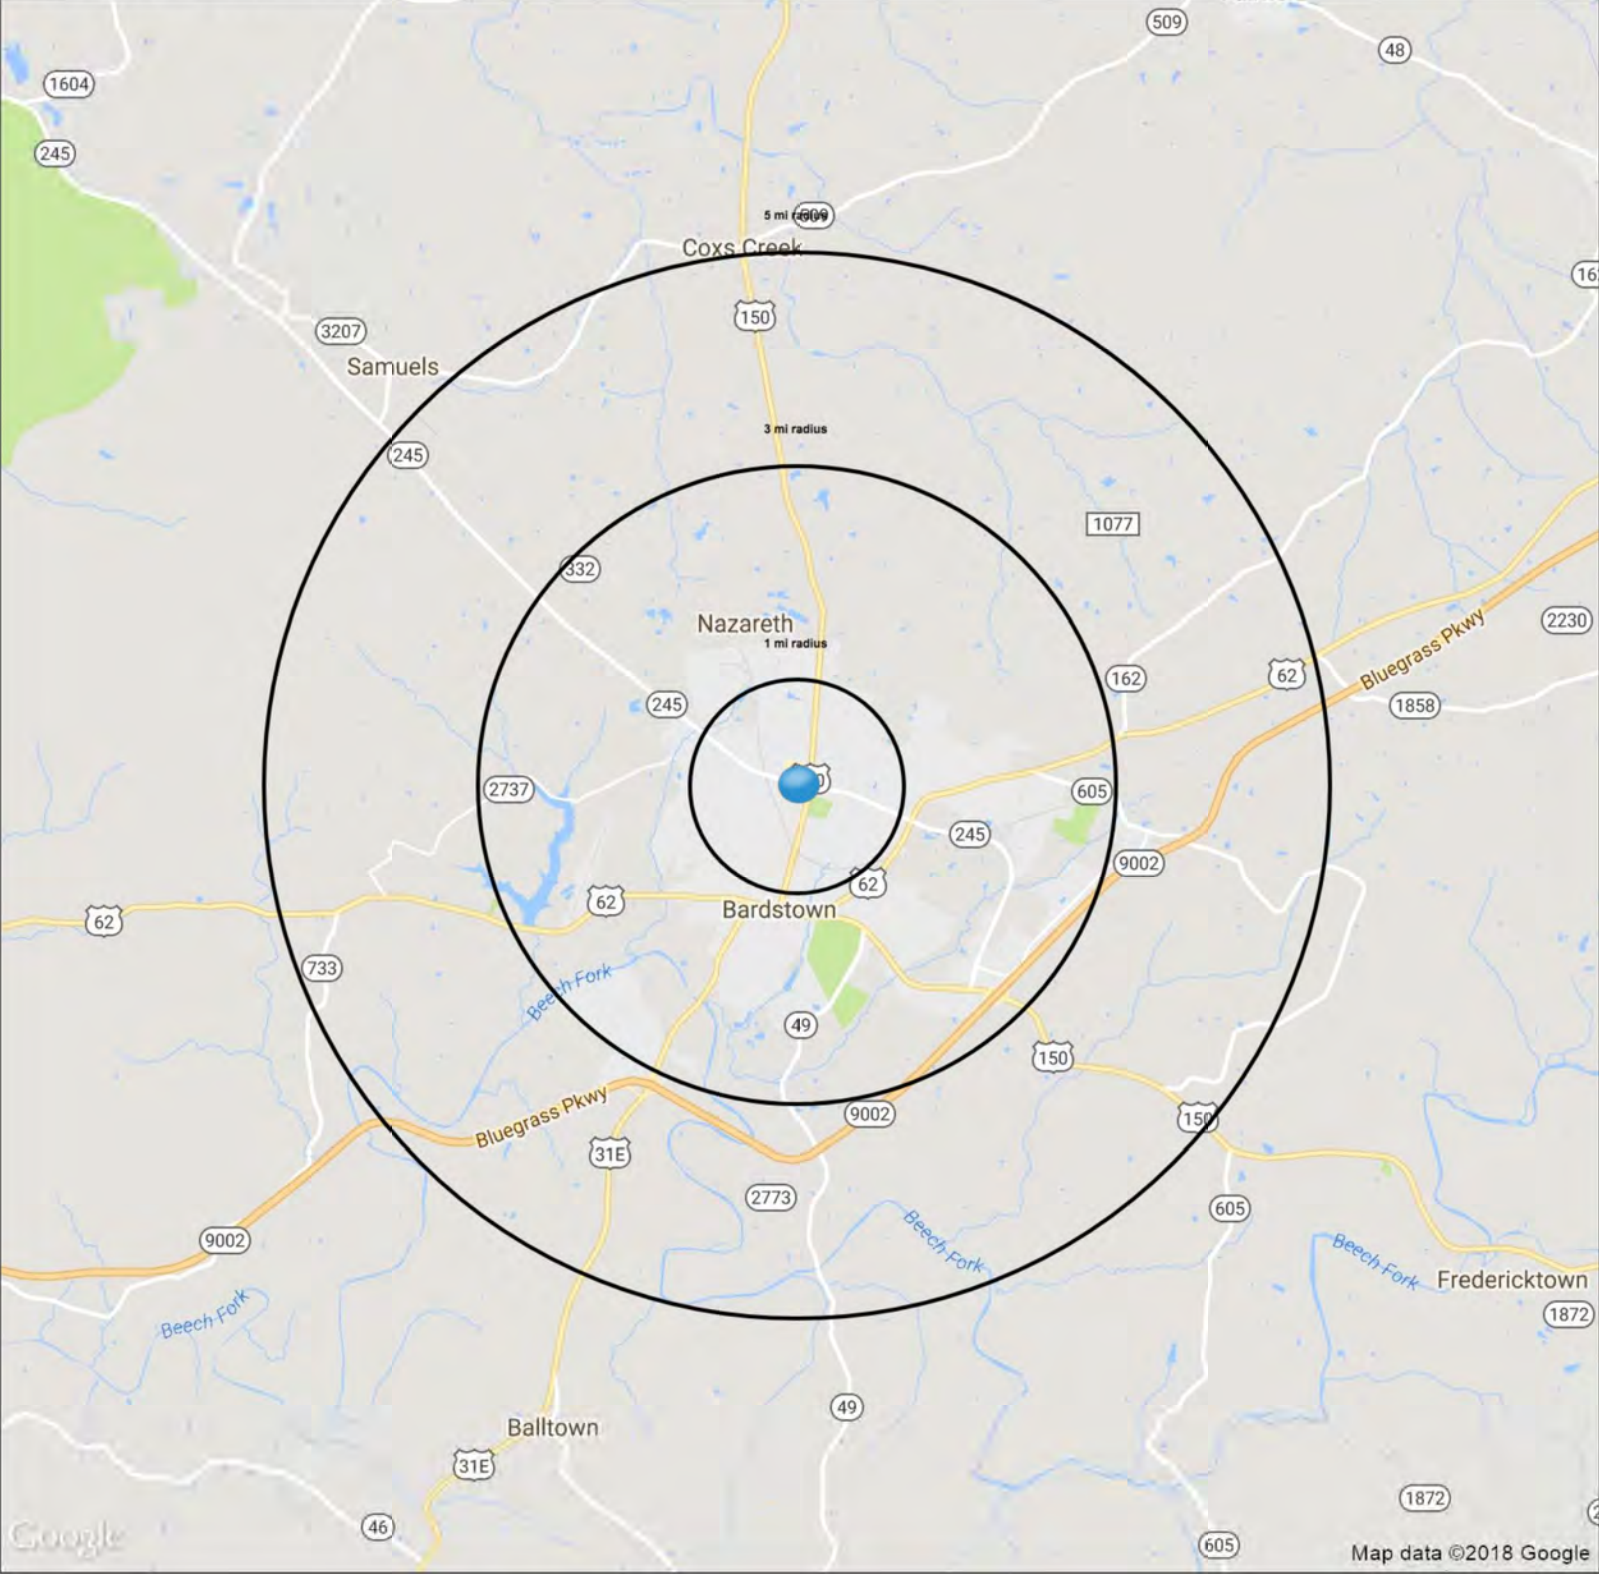 509
48
1604
245
5 mi radius
509
Coxs Creek
162
150
3207
Samuels
3 mi radius
245
1077
332
Nazareth
1 mi radius
2230
Bluegrass Pkwy
62
162
245
1858
2737
605
245
9002
62
62
62
Bardstown
733
Beech Fork
49
150
Bluegrass Pkwy
9002
150
31E
2773
605
Beech Fork
9002
Beech Fork
Fredericktown
Beech Fork
1872
49
Balltown
31E
1872
46
Google
605
Map data ©2018 Google